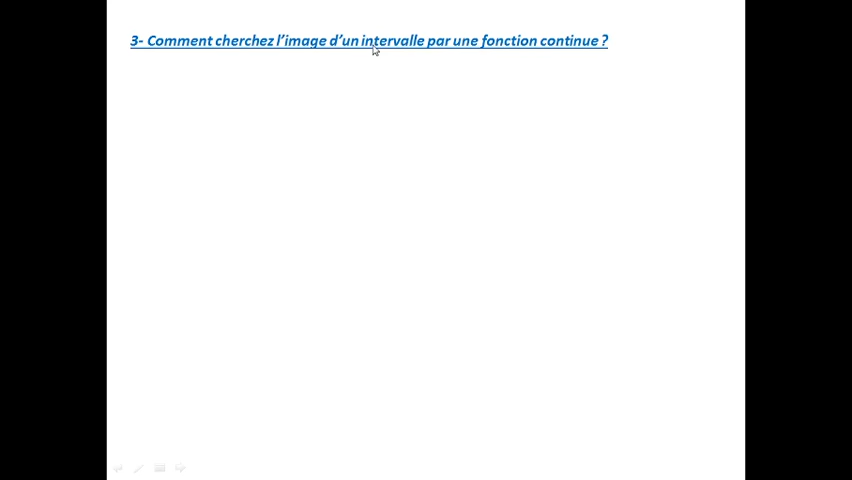 3- Comment cherchez l'image d'un intervalle par une fonction continue ?